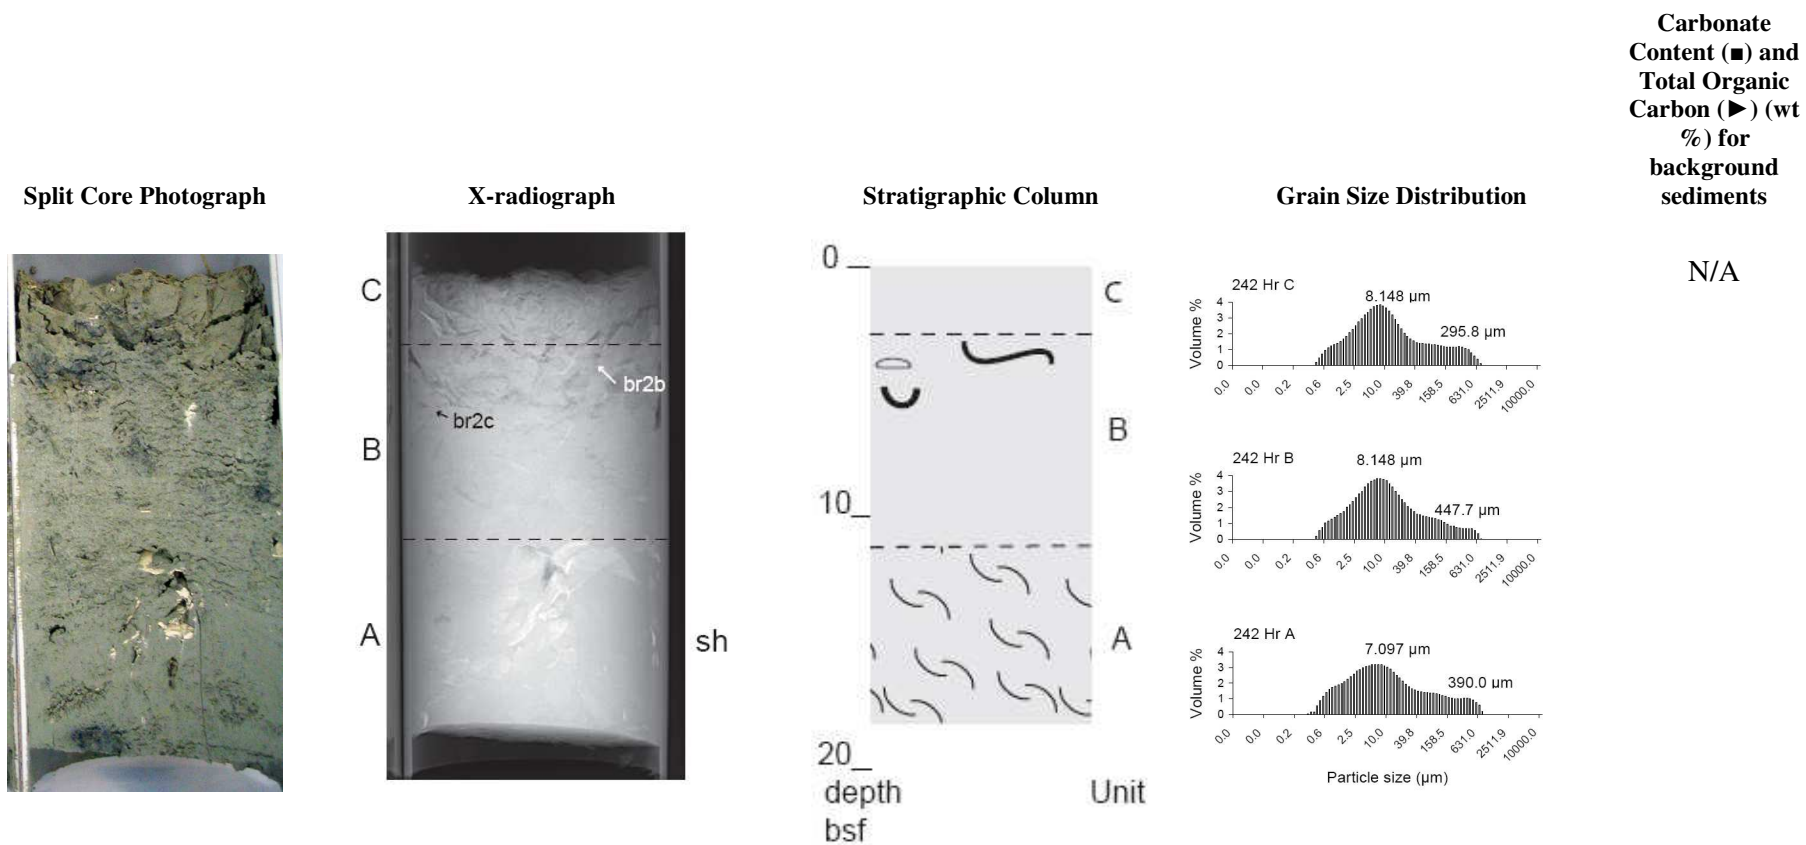 Carbonate
Content (■) and
Total Organic
Carbon (►) (wt
%) for
background
sediments
Split Core Photograph
X-radiograph
Stratigraphic Column
Grain Size Distribution
C
br2b
br2c
B
A
sh
0
C
B
10
A
20
depth
bsf
Unit
242 Hr C
8.148 µm
295.8 µm
Volume %
4
3
2
1
0
0.0 0.0 0.2 0.6 2.5 10.0 39.8 158.5 631.0 2511.9 10000.0
242 Hr B
8.148 µm
447.7 µm
Volume %
4
3
2
1
0
0.0 0.0 0.2 0.6 2.5 10.0 39.8 158.5 631.0 2511.9 10000.0
242 Hr A
7.097 µm
390.0 µm
Volume %
4
3
2
1
0
0.0 0.0 0.2 0.6 2.5 10.0 39.8 158.5 631.0 2511.9 10000.0
Particle size (µm)
N/A